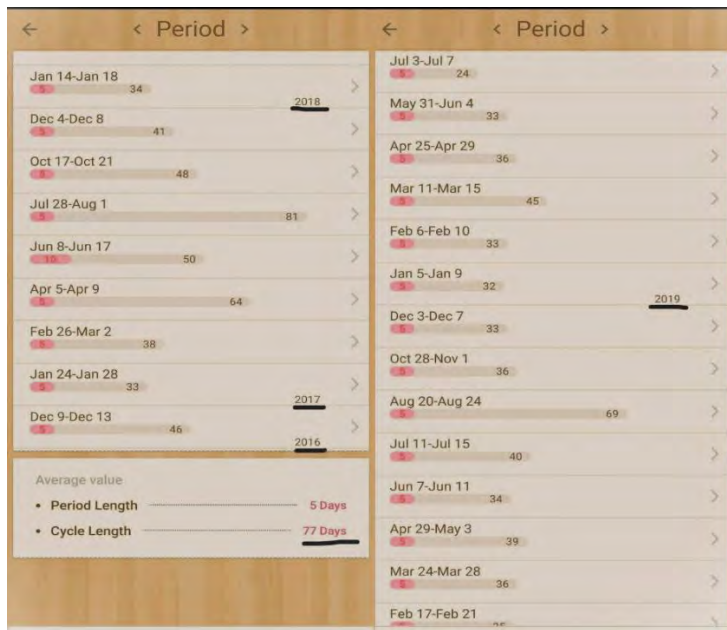 < Period >
Jan 14-Jan 18
5 34
2018
Dec 4-Dec 8
5 41
Oct 17-Oct 21
5 48
Jul 28-Aug 1
5 81
Jun 8-Jun 17
10 50
Apr 5-Apr 9
5 64
Feb 26-Mar 2
5 38
Jan 24-Jan 28
5 33
2017
Dec 9-Dec 13
5 46
2016
Average value
• Period Length 5 Days
• Cycle Length 77 Days
< Period >
Jul 3-Jul 7
5 24
May 31-Jun 4
5 33
Apr 25-Apr 29
5 36
Mar 11-Mar 15
5 45
Feb 6-Feb 10
5 33
Jan 5-Jan 9
5 32
2019
Dec 3-Dec 7
5 33
Oct 28-Nov 1
5 36
Aug 20-Aug 24
5 69
Jul 11-Jul 15
5 40
Jun 7-Jun 11
5 34
Apr 29-May 3
5 39
Mar 24-Mar 28
5 36
Feb 17-Feb 21